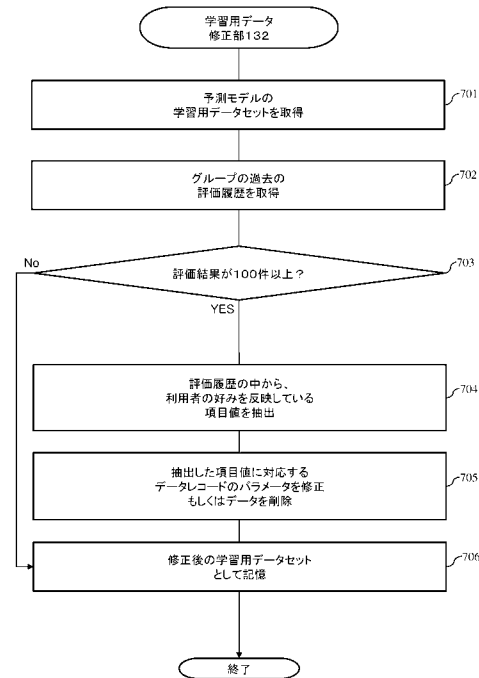 学習用データ
修正部132
予測モデルの
学習用データセットを取得
701
グループの過去の
評価履歴を取得
702
No
評価結果が100件以上?
703
YES
評価履歴の中から、
利用者の好みを反映している
項目値を抽出
704
抽出した項目値に対応する
データレコードのパラメータを修正
もしくはデータを削除
705
修正後の学習用データセット
として記憶
706
終了